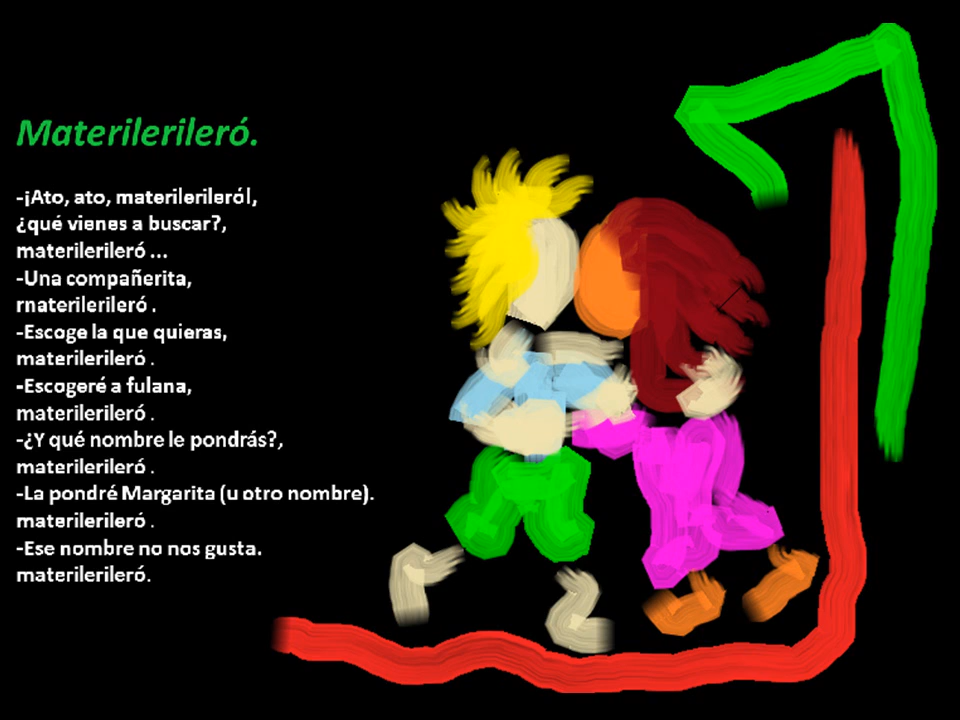 Materilerileró.
-¡Ato, ato, materilerileról,
¿qué vienes a buscar?,
materilerileró ...
-Una compañerita,
rnaterilerileró .
-Escoge la que quieras,
materilerileró .
-Escogeré a fulana,
materilerileró .
-¿Y qué nombre le pondrás?,
materilerileró .
-La pondré Margarita (u otro nombre).
materilerileró .
-Ese nombre no nos gusta.
materilerileró.